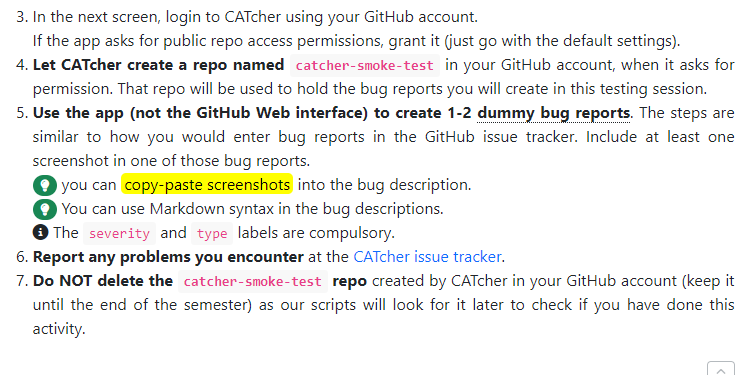 3. In the next screen, login to CATcher using your GitHub account.
If the app asks for public repo access permissions, grant it (just go with the default settings).
4. Let CATcher create a repo named catcher-smoke-test in your GitHub account, when it asks for
permission. That repo will be used to hold the bug reports you will create in this testing session.
5. Use the app (not the GitHub Web interface) to create 1-2 dummy bug reports. The steps are
similar to how you would enter bug reports in the GitHub issue tracker. Include at least one
screenshot in one of those bug reports.
you can copy-paste screenshots into the bug description.
You can use Markdown syntax in the bug descriptions.
The severity and type labels are compulsory.
6. Report any problems you encounter at the CATcher issue tracker.
7. Do NOT delete the catcher-smoke-test repo created by CATcher in your GitHub account (keep it
until the end of the semester) as our scripts will look for it later to check if you have done this
activity.